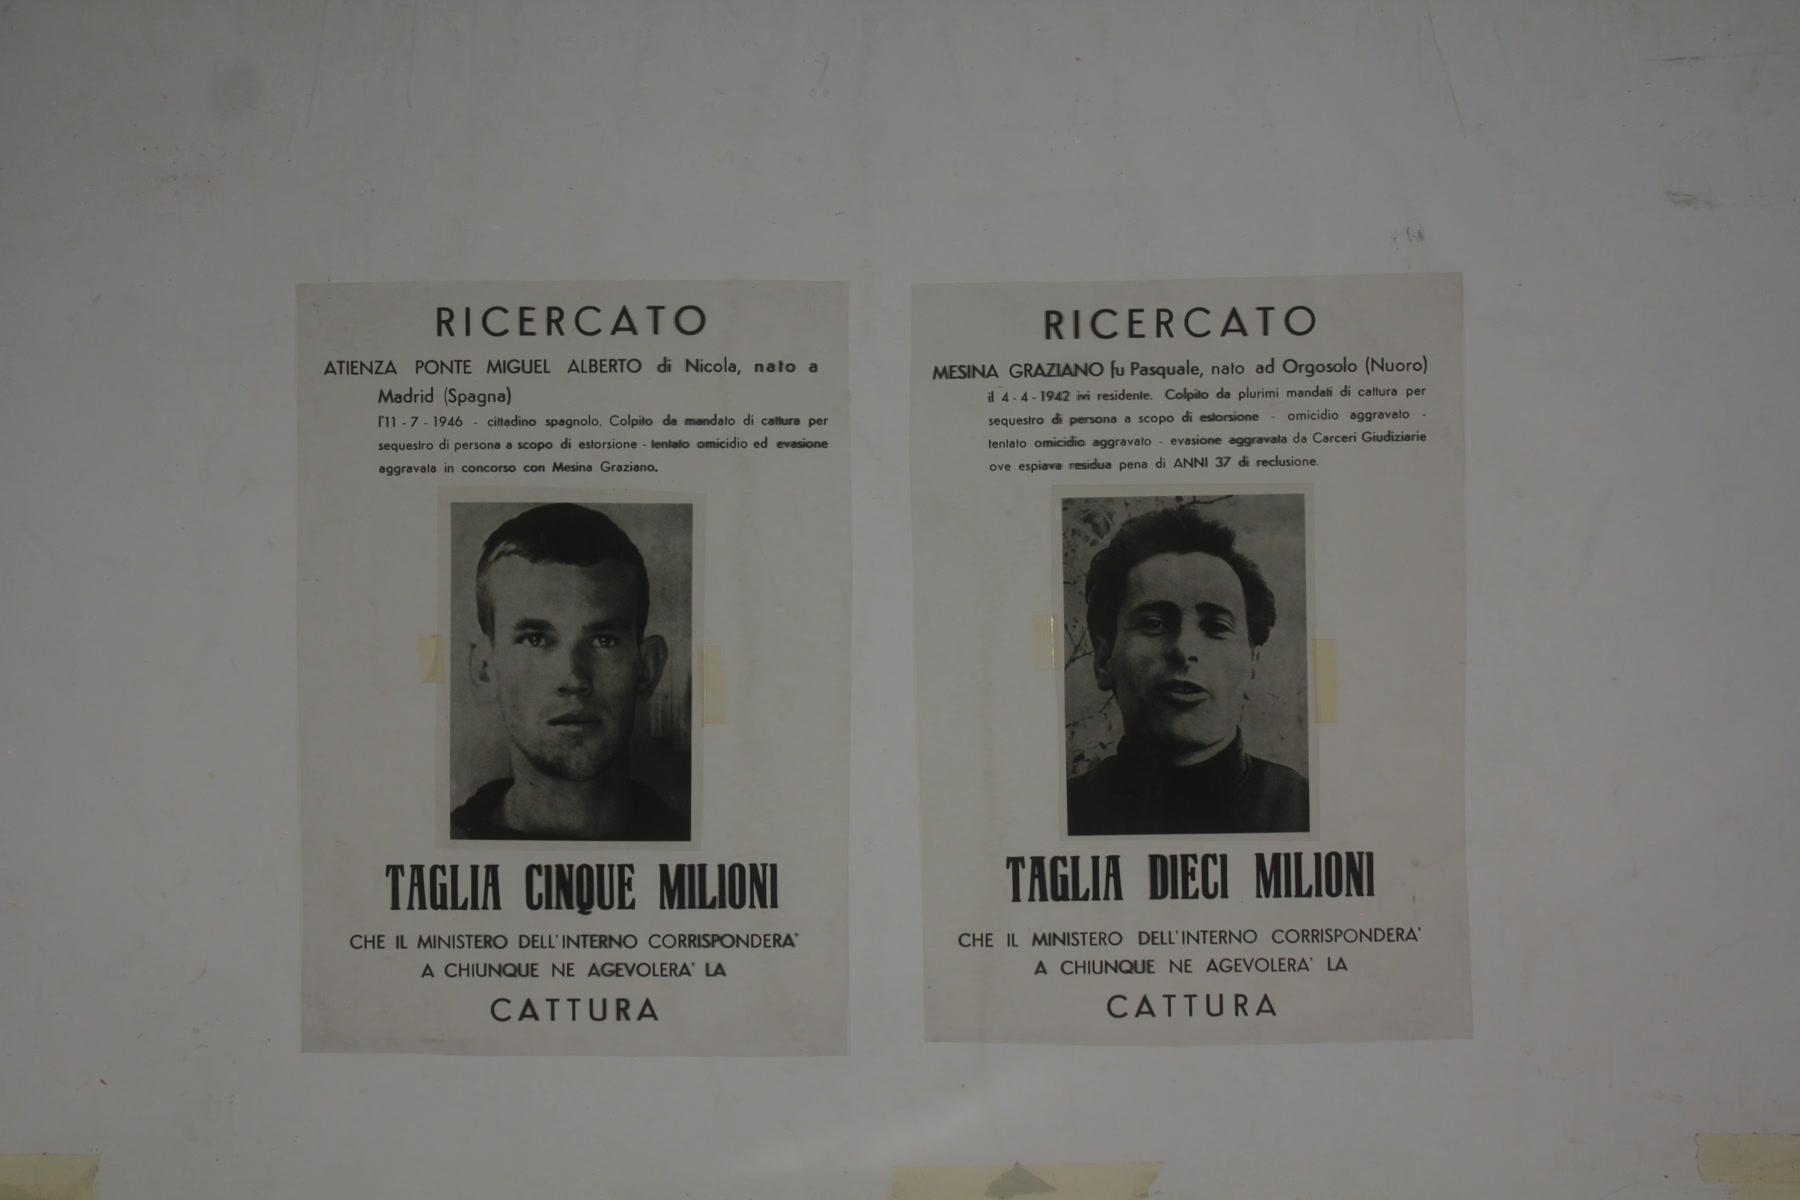 RICERCATO
ATIENZA PONTE MIGUEL ALBERTO di Nicola, nato a
Madrid (Spagna)
l'11 - 7 - 1946 - cittadino spagnolo. Colpito da mandato di cattura per
sequestro di persona a scopo di estorsione - tentato omicidio ed evasione
aggravata in concorso con Mesina Graziano.
TAGLIA CINQUE MILIONI
CHE IL MINISTERO DELL'INTERNO CORRISPONDERA'
A CHIUNQUE NE AGEVOLERA' LA
CATTURA
RICERCATO
MESINA GRAZIANO fu Pasquale, nato ad Orgosolo (Nuoro)
il 4 - 4 - 1942 ivi residente. Colpito da plurimi mandati di cattura per
sequestro di persona a scopo di estorsione - omicidio aggravato -
tentato omicidio aggravato - evasione aggravata da Carceri Giudiziarie
ove espiava residua pena di ANNI 37 di reclusione.
TAGLIA DIECI MILIONI
CHE IL MINISTERO DELL'INTERNO CORRISPONDERA'
A CHIUNQUE NE AGEVOLERA' LA
CATTURA